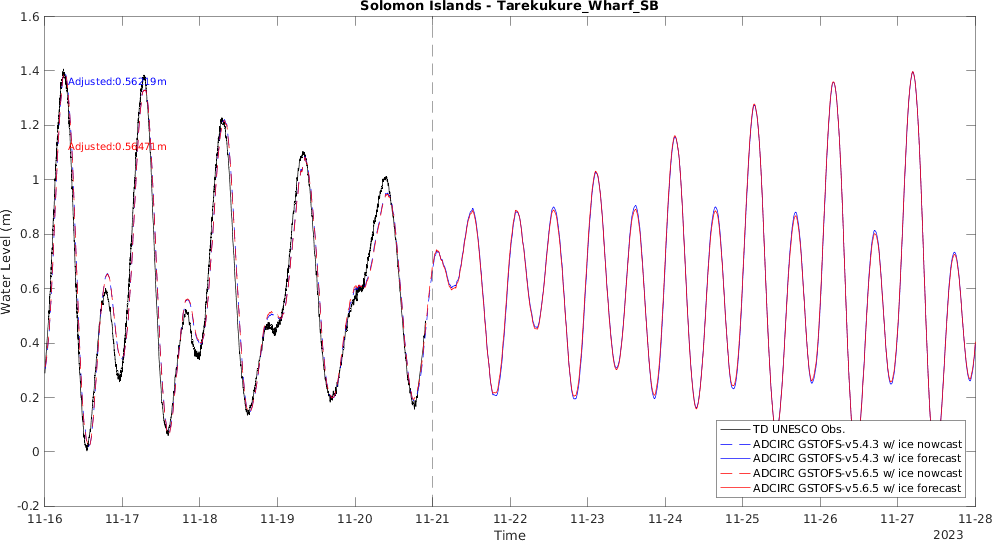 Solomon Islands - Tarekukure_Wharf_SB
1.6
1.4
1.2
1
0.8
0.6
0.4
0.2
0
-0.2
Water Level (m)
Adjusted:0.56219m
Adjusted:0.56471m
TD UNESCO Obs.
ADCIRC GSTOFS-v5.4.3 w/ ice nowcast
ADCIRC GSTOFS-v5.4.3 w/ ice forecast
ADCIRC GSTOFS-v5.6.5 w/ ice nowcast
ADCIRC GSTOFS-v5.6.5 w/ ice forecast
11-16 11-17 11-18 11-19 11-20 11-21 11-22 11-23 11-24 11-25 11-26 11-27 11-28
Time
2023